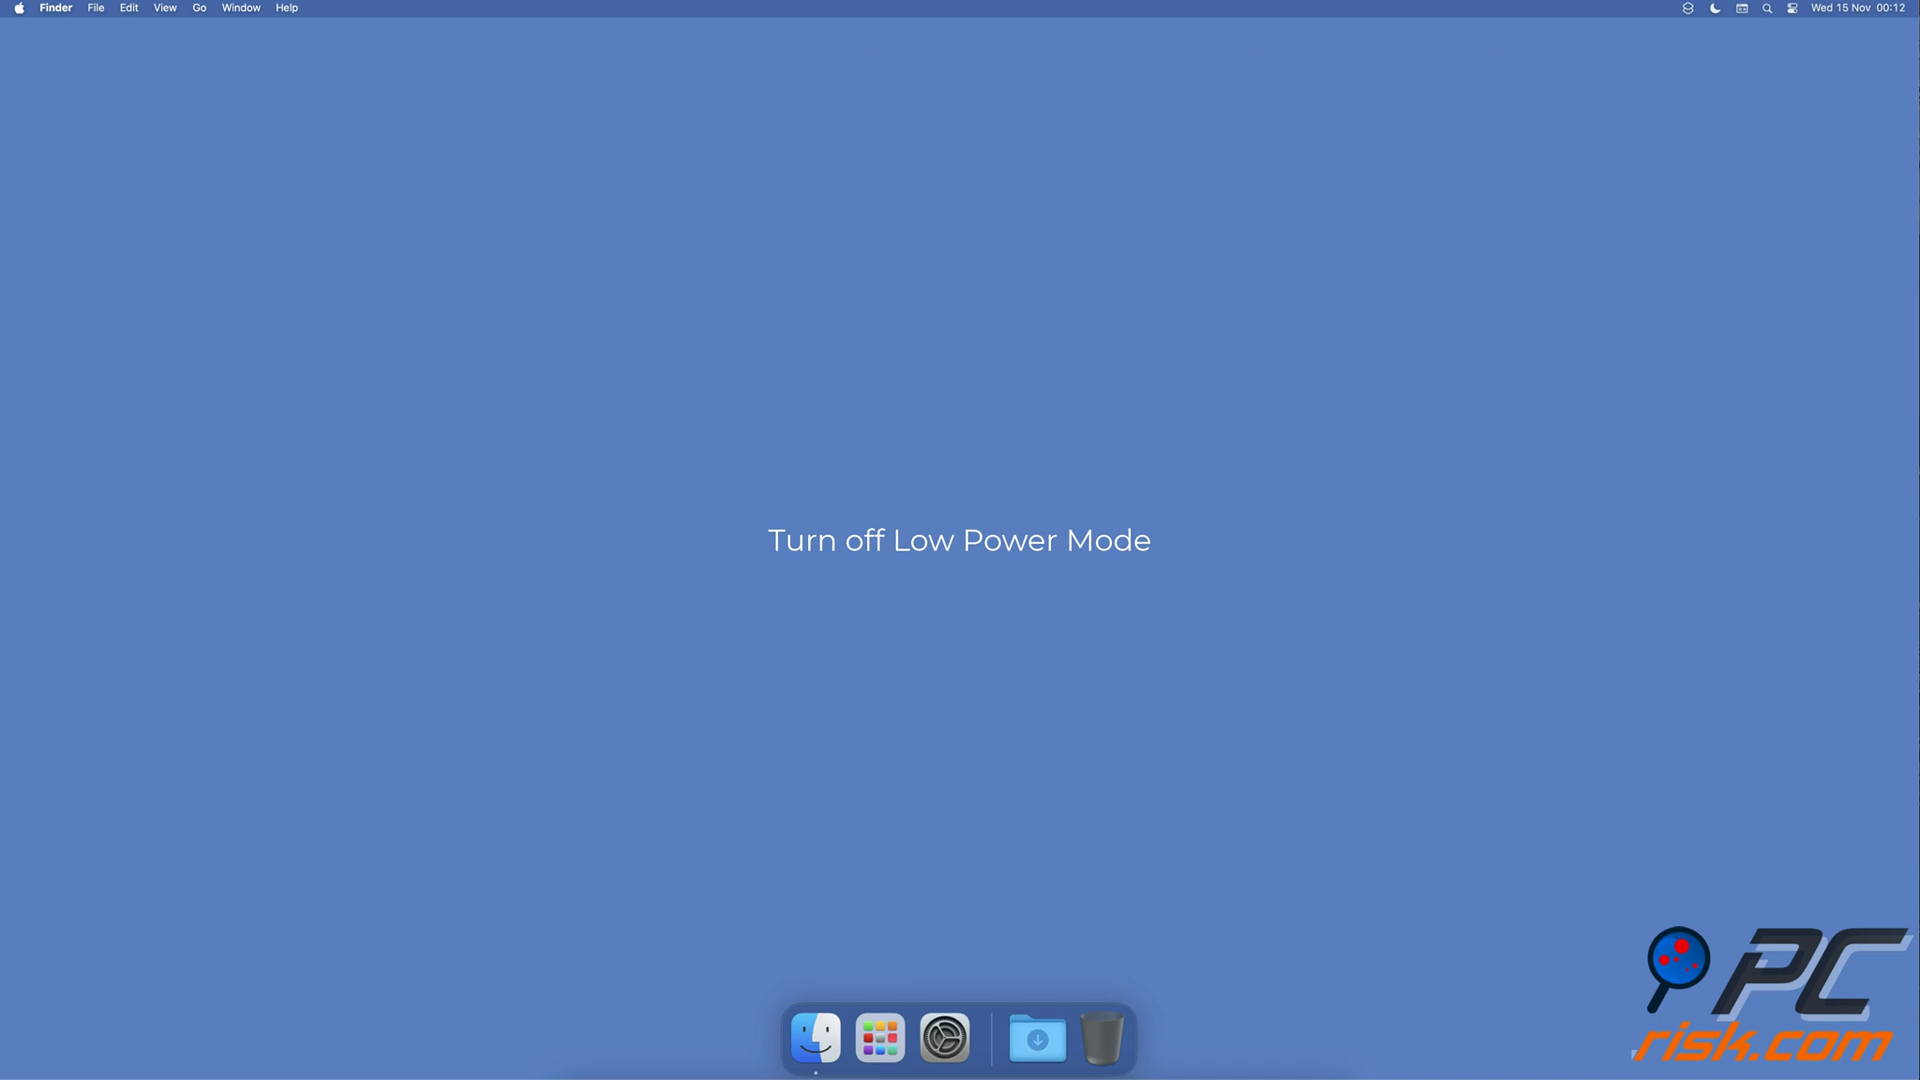 Finder File Edit View Go Window Help Wed 15 Nov 00:12
Turn off Low Power Mode
PC
risk.com